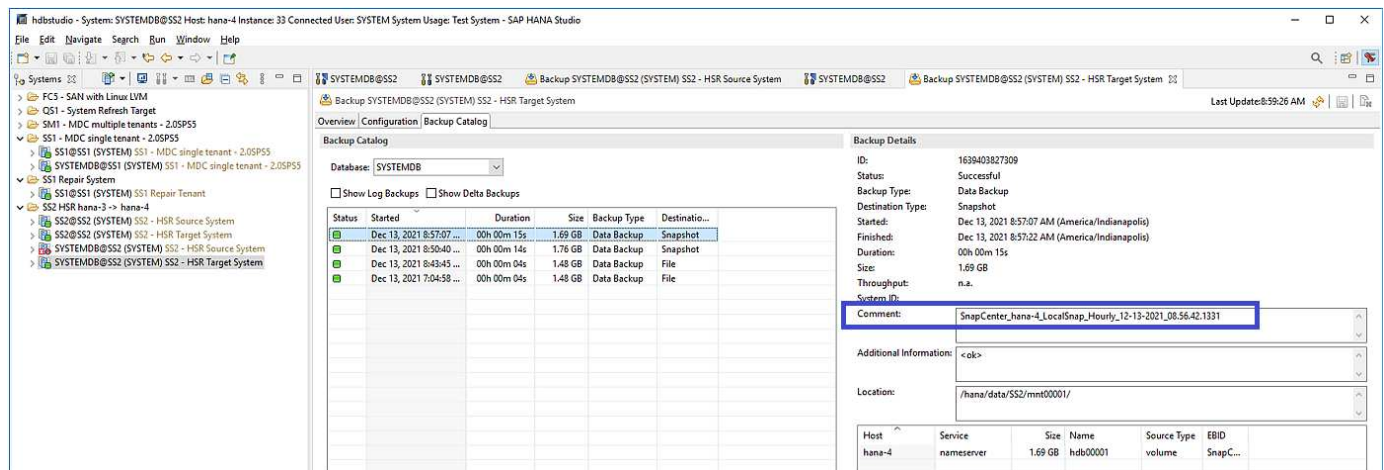 hdbstudio - System: SYSTEMDB@SS2 Host: hana-4 Instance: 33 Connected User: SYSTEM System Usage: Test System - SAP HANA Studio
File Edit Navigate Search Run Window Help
Systems
FC5 - SAN with Linux LVM
QS1 - System Refresh Target
SM1 - MDC multiple tenants - 2.0SPS5
SS1 - MDC single tenant - 2.0SPS5
SS1@SS1 (SYSTEM) SS1 - MDC single tenant - 2.0SPS5
SYSTEMDB@SS1 (SYSTEM) SS1 - MDC single tenant - 2.0SPS5
SS1 Repair System
SS1@SS1 (SYSTEM) SS1 Repair Tenant
SS2 HSR hana-3 -> hana-4
SS2@SS2 (SYSTEM) SS2 - HSR Source System
SS2@SS2 (SYSTEM) SS2 - HSR Target System
SYSTEMDB@SS2 (SYSTEM) SS2 - HSR Source System
SYSTEMDB@SS2 (SYSTEM) SS2 - HSR Target System
SYSTEMDB@SS2 SYSTEMDB@SS2 Backup SYSTEMDB@SS2 (SYSTEM) SS2 - HSR Source System SYSTEMDB@SS2 Backup SYSTEMDB@SS2 (SYSTEM) SS2 - HSR Target System
Backup SYSTEMDB@SS2 (SYSTEM) SS2 - HSR Target System Last Update:8:59:26 AM
Overview Configuration Backup Catalog
Backup Catalog
Database: SYSTEMDB
Show Log Backups Show Delta Backups
Status Started Duration Size Backup Type Destinatio...
Dec 13, 2021 8:57:07 ... 00h 00m 15s 1.69 GB Data Backup Snapshot
Dec 13, 2021 8:50:40 ... 00h 00m 14s 1.76 GB Data Backup Snapshot
Dec 13, 2021 8:43:45 ... 00h 00m 04s 1.48 GB Data Backup File
Dec 13, 2021 7:04:58 ... 00h 00m 04s 1.48 GB Data Backup File
Backup Details
ID: 1639403827309
Status: Successful
Backup Type: Data Backup
Destination Type: Snapshot
Started: Dec 13, 2021 8:57:07 AM (America/Indianapolis)
Finished: Dec 13, 2021 8:57:22 AM (America/Indianapolis)
Duration: 00h 00m 15s
Size: 1.69 GB
Throughput: n.a.
System ID:
Comment: SnapCenter_hana-4_LocalSnap_Hourly_12-13-2021_08.56.42.1331
Additional Information: <ok>
Location: /hana/data/SS2/mnt00001/
Host Service Size Name Source Type EBID
hana-4 nameserver 1.69 GB hdb00001 volume SnapC...